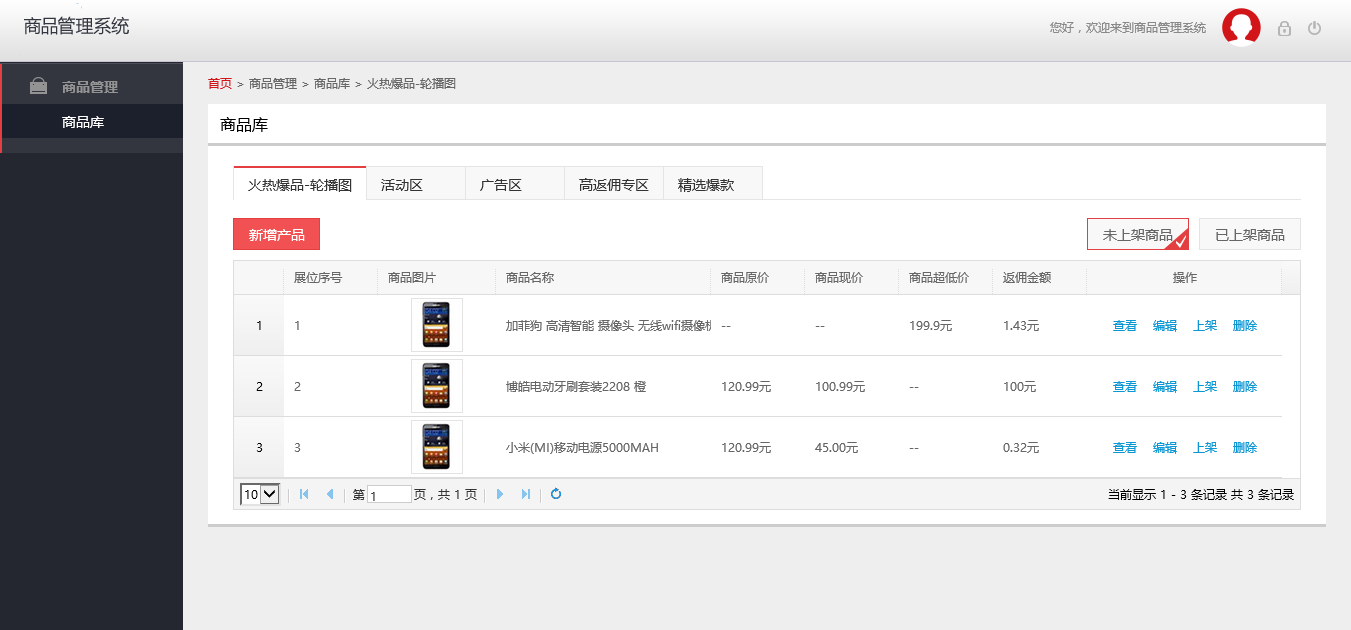 商品管理系统
您好，欢迎来到商品管理系统
商品管理
商品库
首页 > 商品管理 > 商品库 > 火热爆品-轮播图
商品库
火热爆品-轮播图 活动区 广告区 高返佣专区 精选爆款
新增产品 未上架商品 已上架商品
展位序号 商品图片 商品名称 商品原价 商品现价 商品超低价 返佣金额 操作
1 1 加菲狗 高清智能 摄像头 无线wifi摄像 -- -- 199.9元 1.43元 查看 编辑 上架 删除
2 2 博皓电动牙刷套装2208 橙 120.99元 100.99元 -- 100元 查看 编辑 上架 删除
3 3 小米(MI)移动电源5000MAH 120.99元 45.00元 -- 0.32元 查看 编辑 上架 删除
10 第 1 页，共 1 页 当前显示 1 - 3 条记录 共 3 条记录